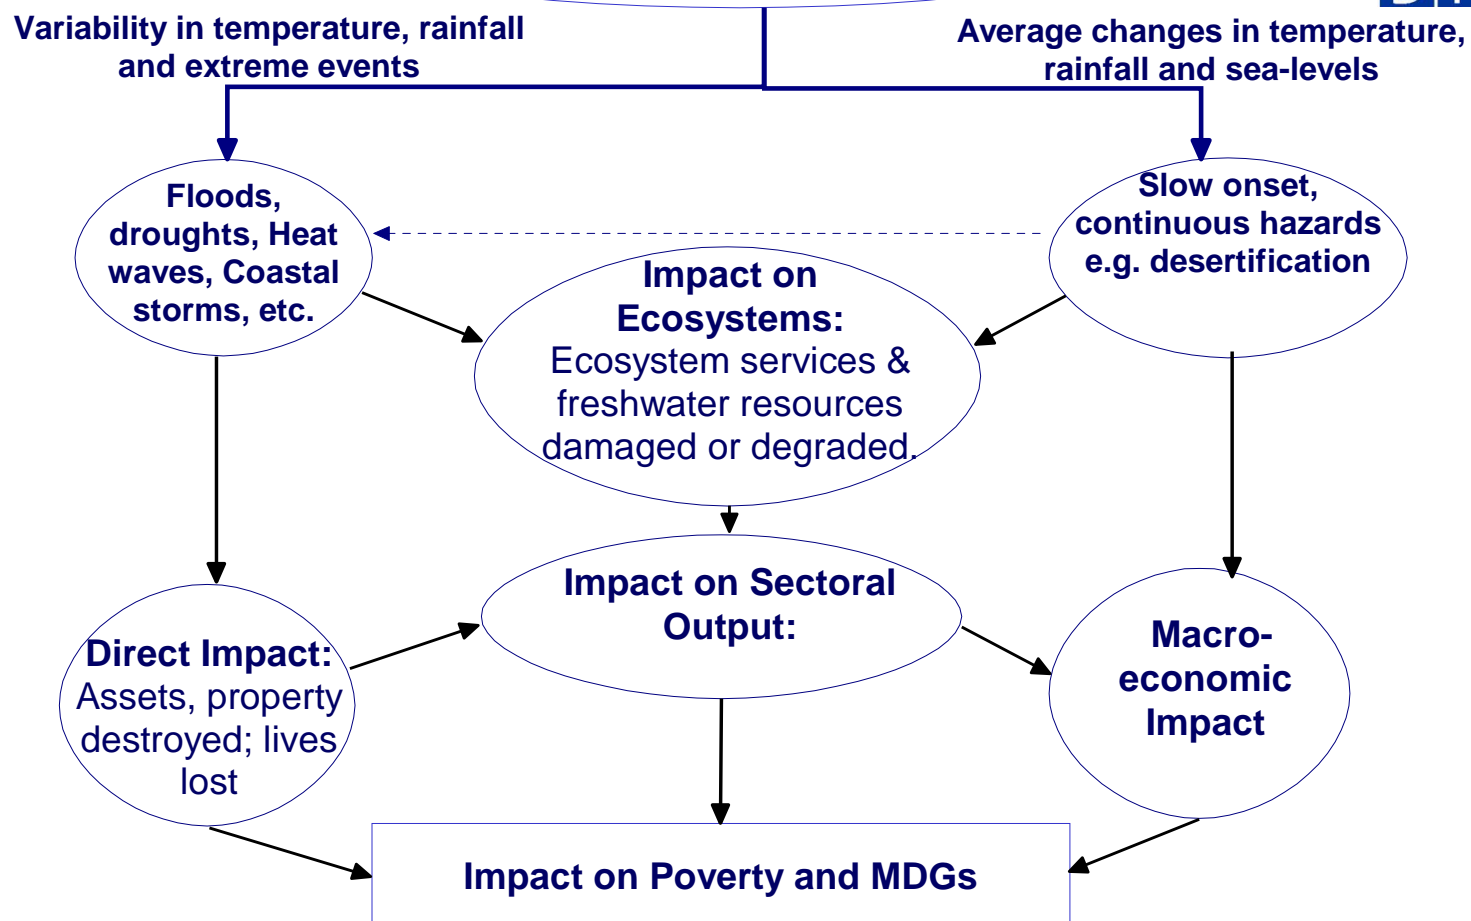 Variability in temperature, rainfall
and extreme events
Average changes in temperature,
rainfall and sea-levels
Floods,
droughts, Heat
waves, Coastal
storms, etc.
Slow onset,
continuous hazards
e.g. desertification
Impact on
Ecosystems:
Ecosystem services &
freshwater resources
damaged or degraded.
Impact on Sectoral
Output:
Direct Impact:
Assets, property
destroyed; lives
lost
Macro-
economic
Impact
Impact on Poverty and MDGs